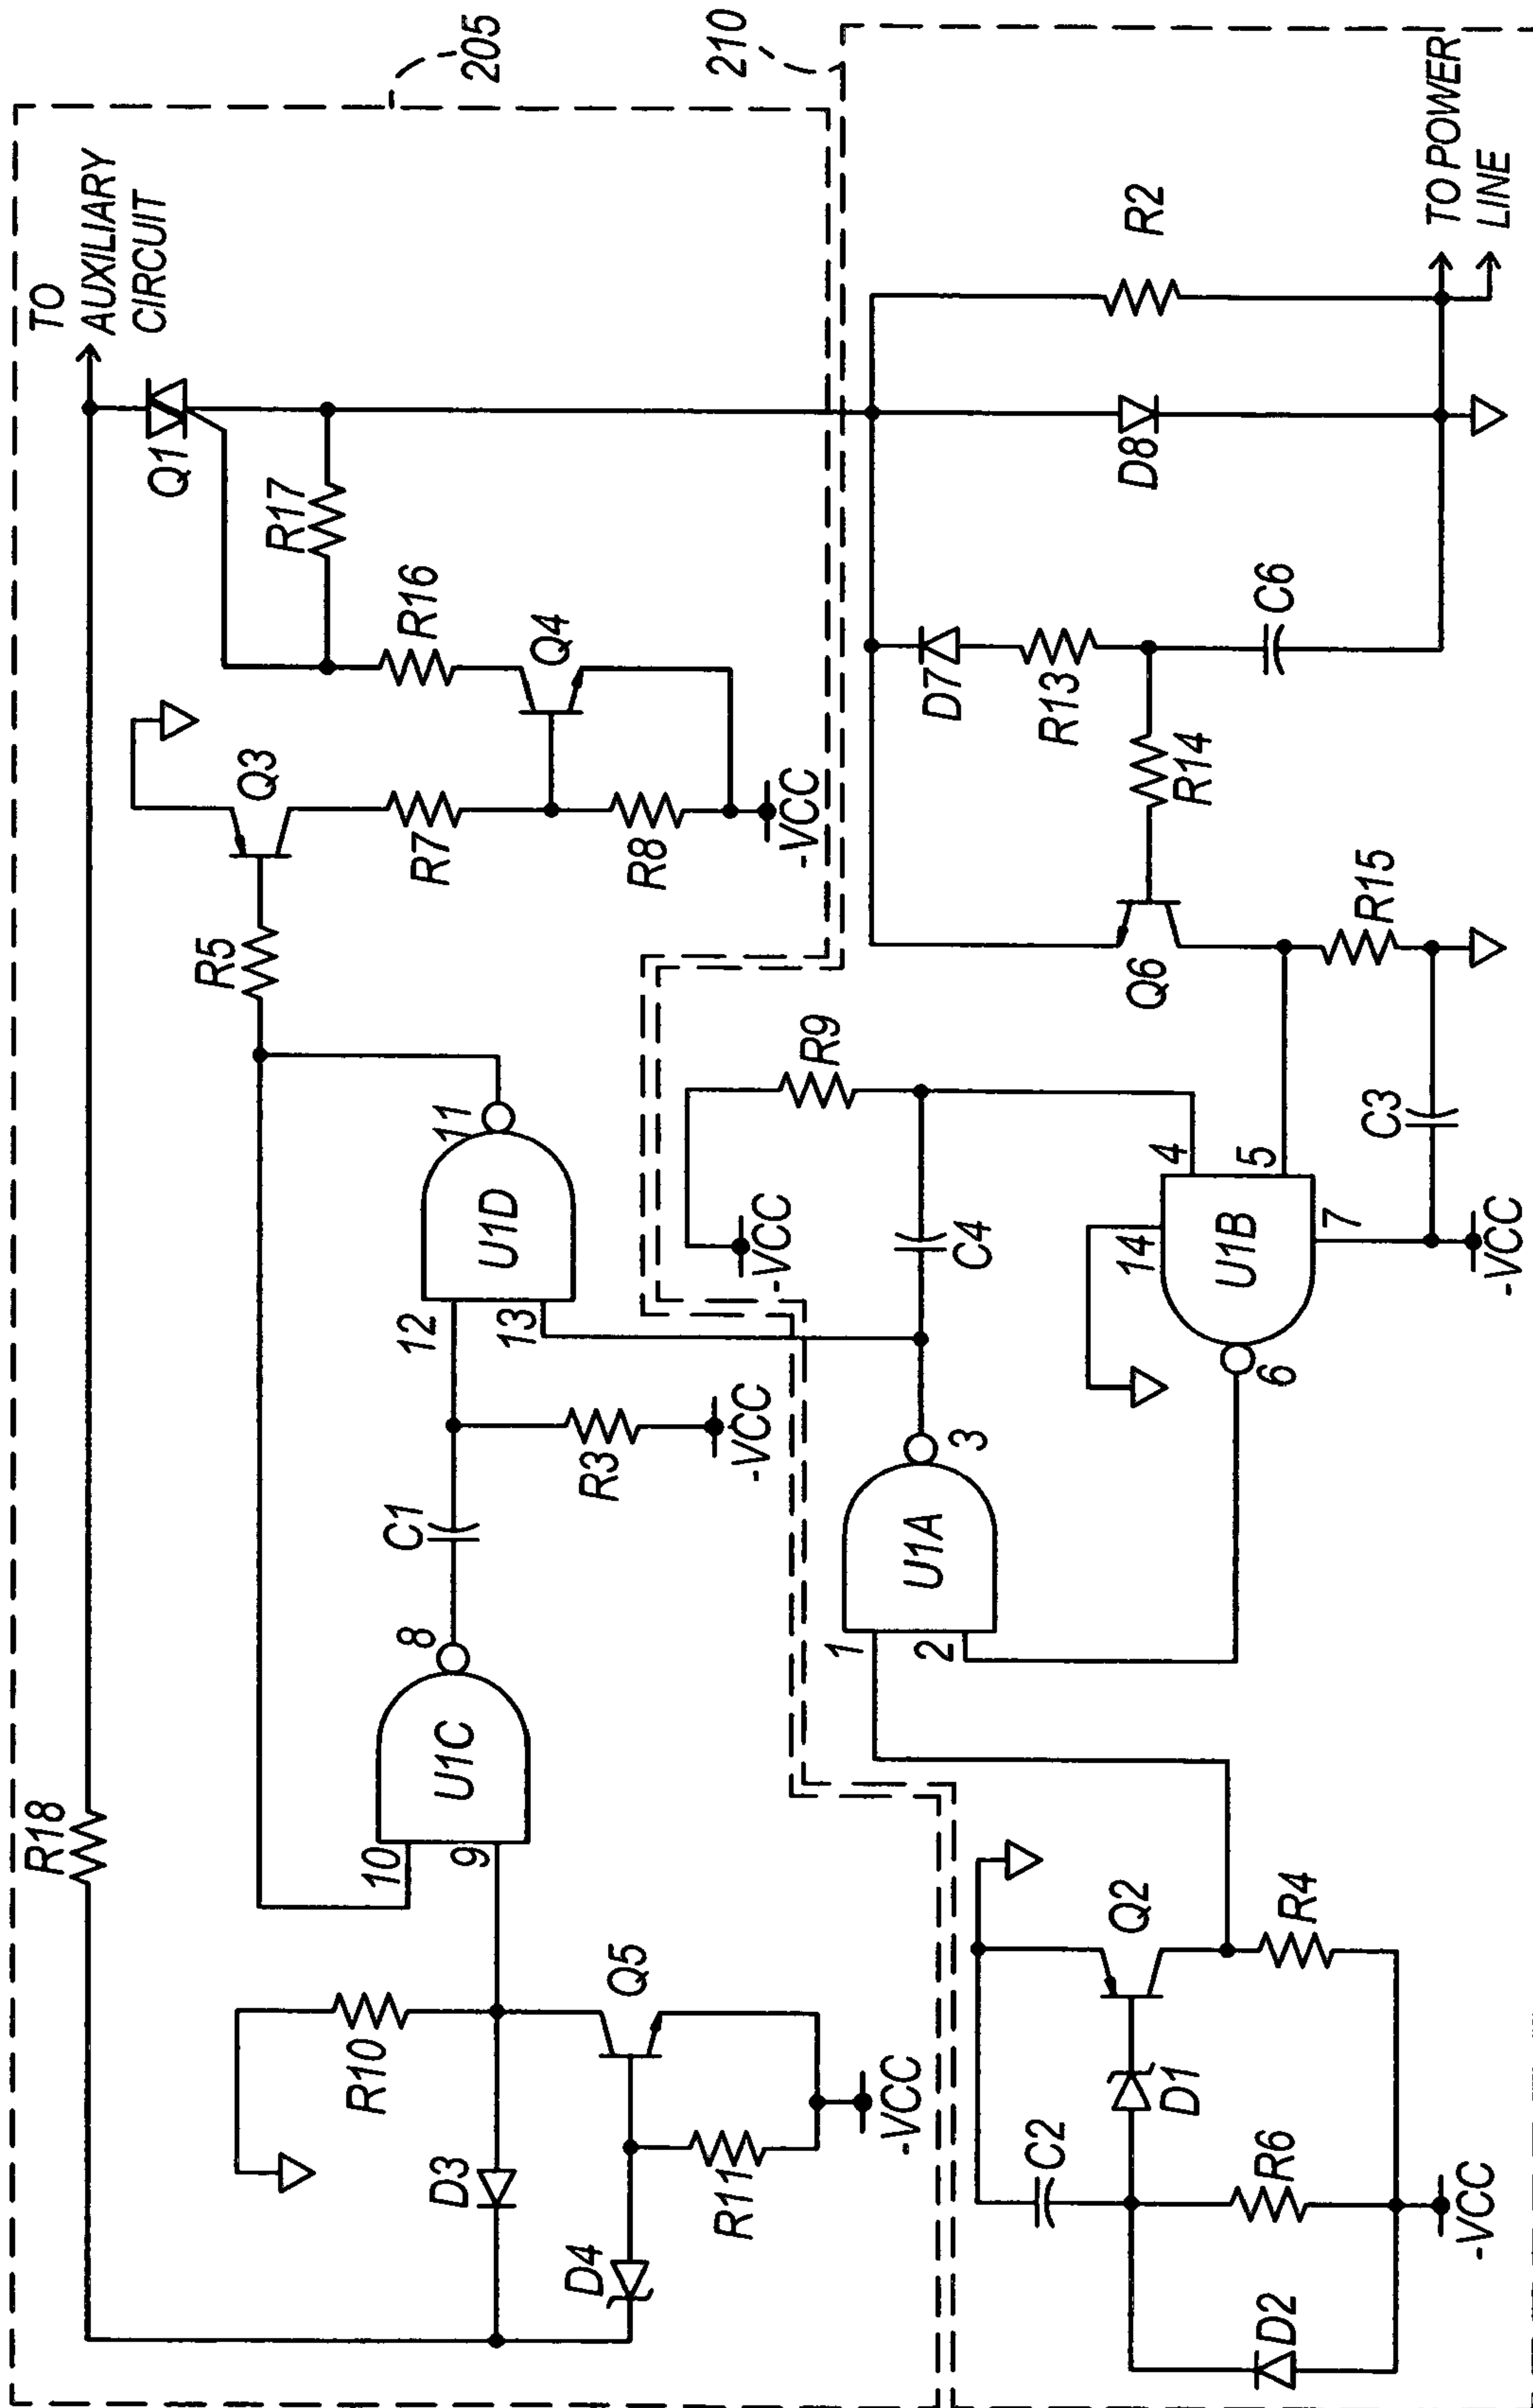 205
210
TO
AUXILIARY
CIRCUIT
R18
Q1
R17
R16
Q3
Q4
R5
R7
R8
-VCC
11
U1D
12
13
C1
8
R3
-VCC
U1C
10
9
R10
Q5
D3
D4
R11
-VCC
R2
TO POWER
LINE
D8
C6
D7
R13
R14
Q6
R15
R9
-VCC
C4
4
5
C3
14
U1B
7
6
-VCC
3
U1A
1
2
Q2
R4
C2
D1
R6
D2
-VCC